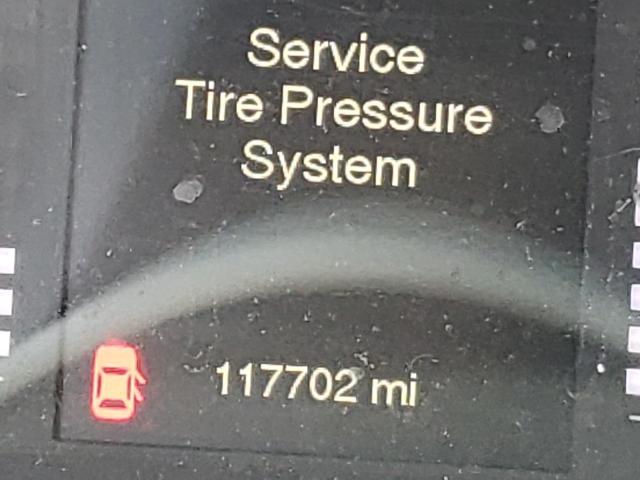 Service
Tire Pressure
System
117702 mi